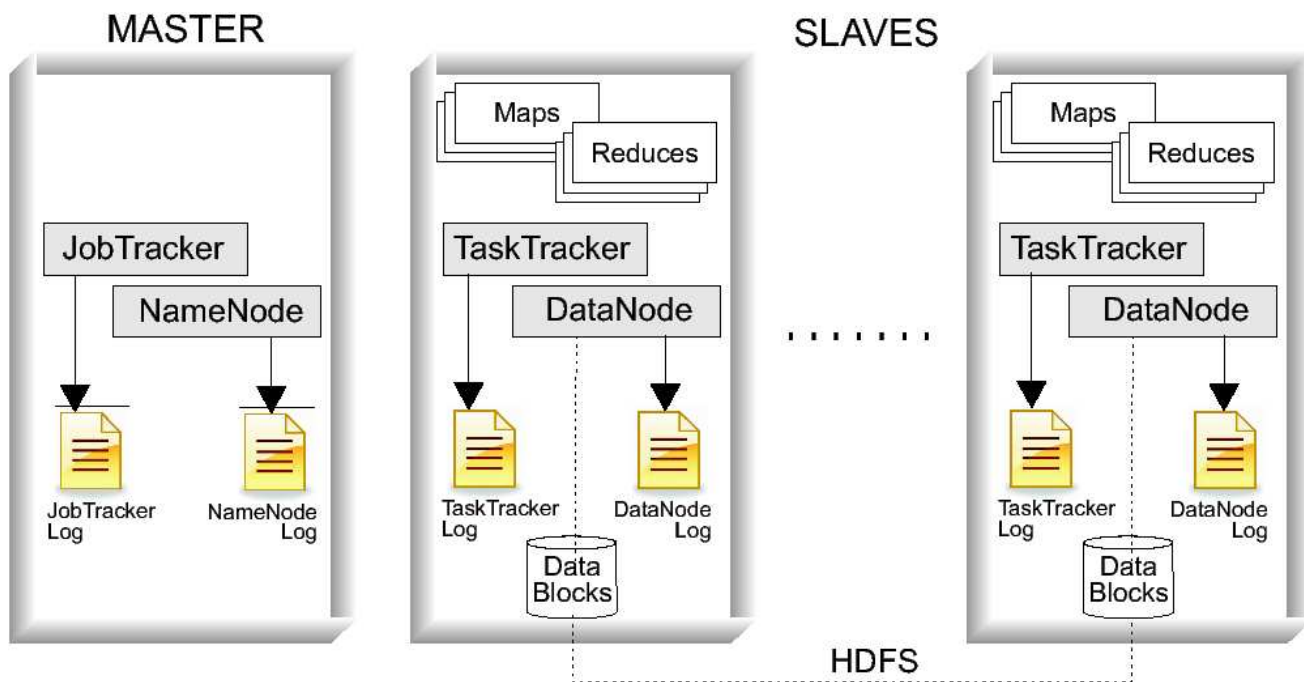 MASTER
SLAVES
JobTracker
NameNode
JobTracker
Log
NameNode
Log
Maps
Reduces
TaskTracker
DataNode
TaskTracker
Log
DataNode
Log
Data
Blocks
Maps
Reduces
TaskTracker
DataNode
TaskTracker
Log
DataNode
Log
Data
Blocks
HDFS